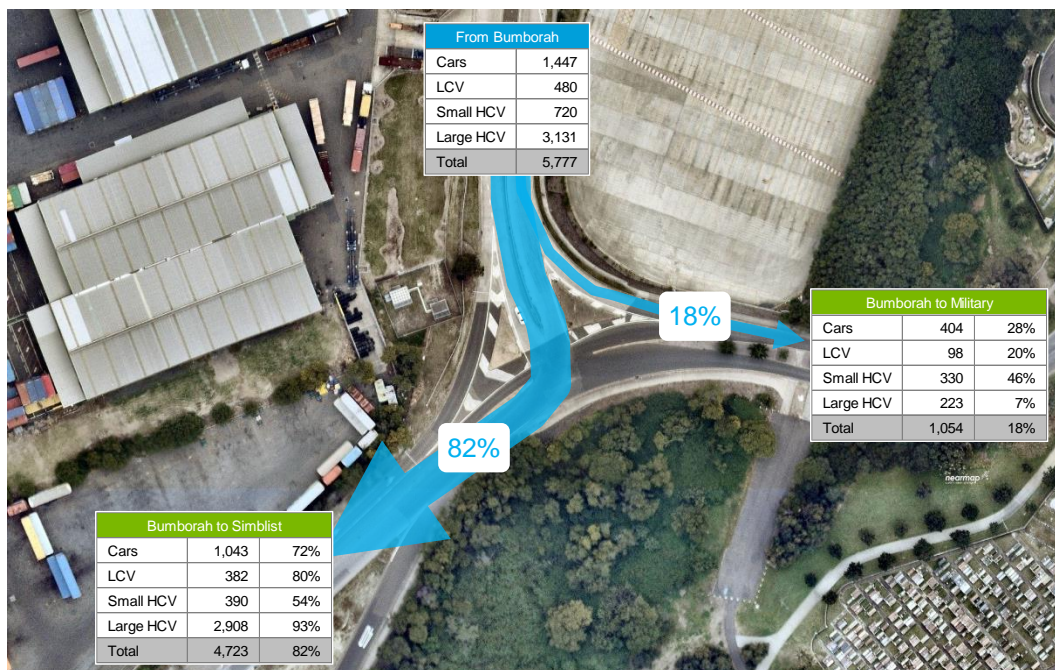 From Bumborah
Cars 1,447
LCV 480
Small HCV 720
Large HCV 3,131
Total 5,777
18%
Bumborah to Military
Cars 404 28%
LCV 98 20%
Small HCV 330 46%
Large HCV 223 7%
Total 1,054 18%
82%
nearmap
Bumborah to Simblist
Cars 1,043 72%
LCV 382 80%
Small HCV 390 54%
Large HCV 2,908 93%
Total 4,723 82%